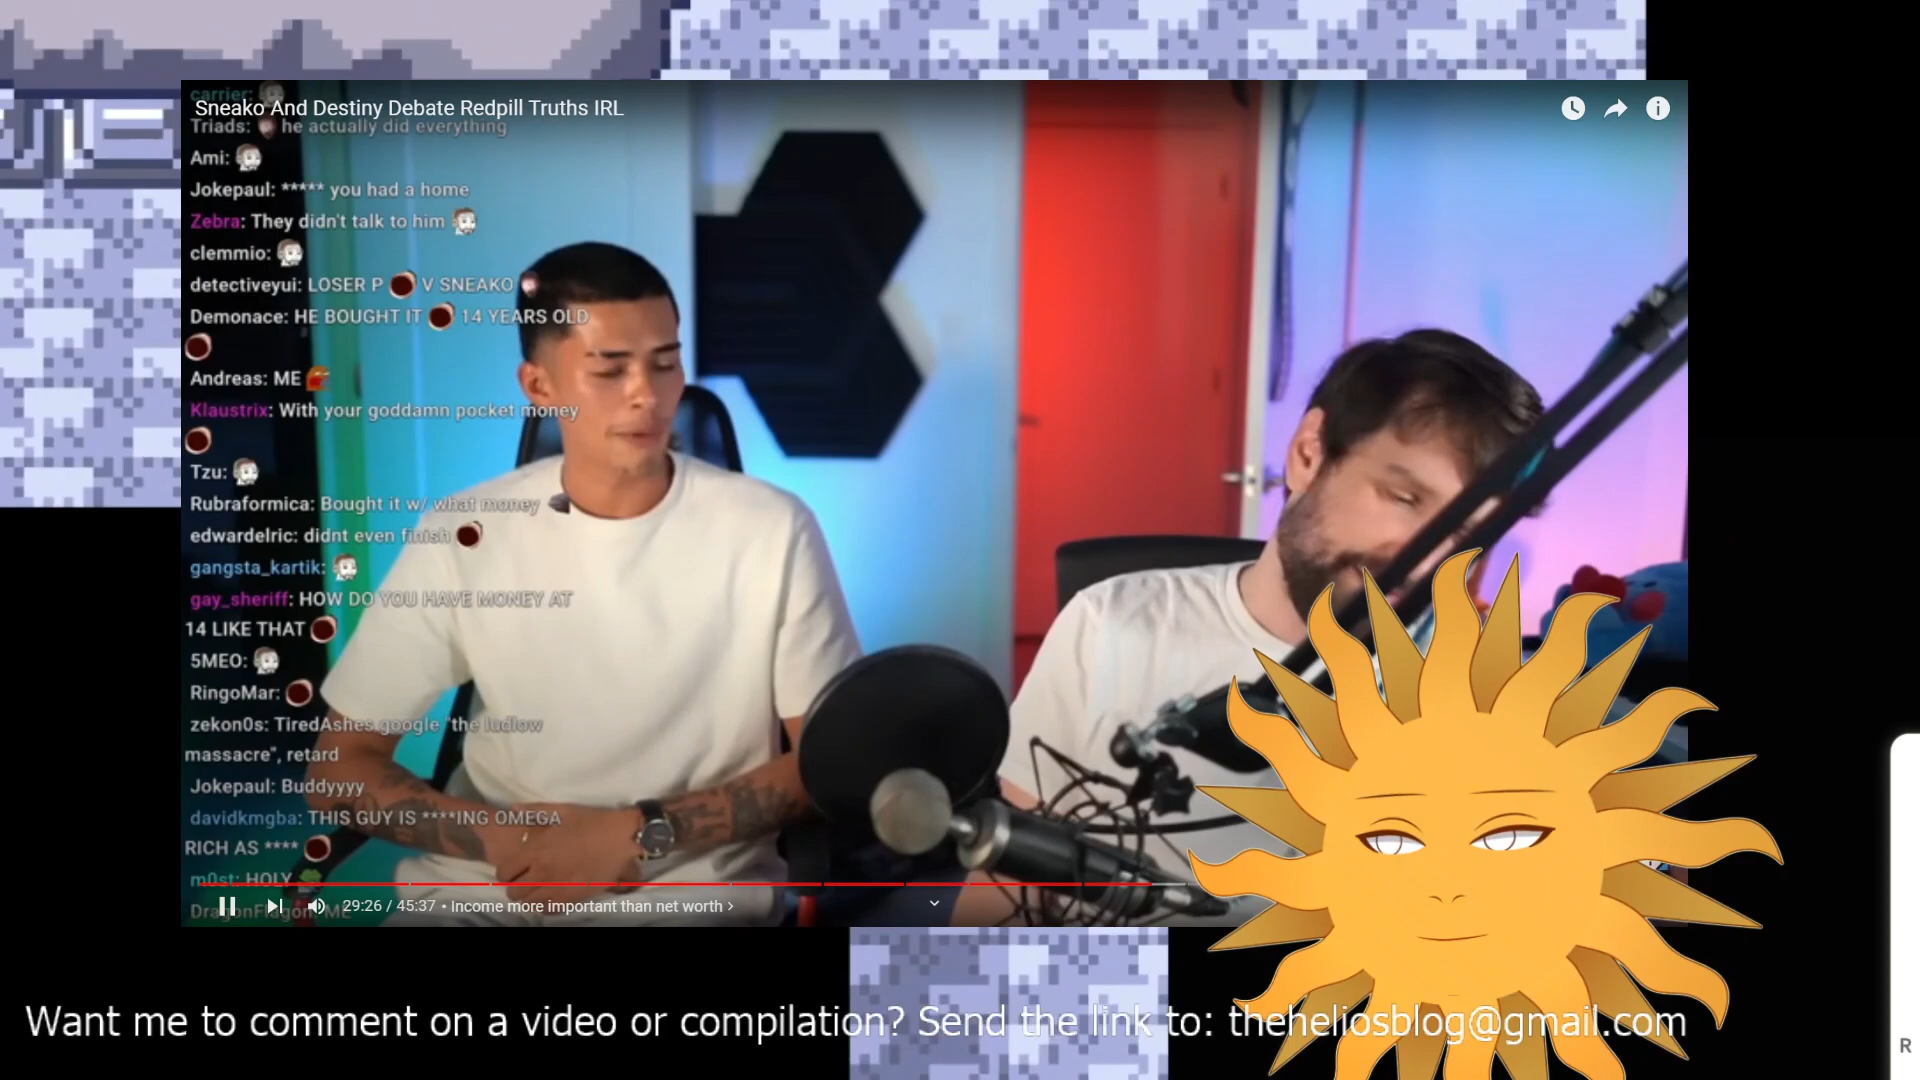 carrier:
Sneako And Destiny Debate Redpill Truths IRL
Triads: he actually did everything
Ami:
Jokepaul: ***** you had a home
Zebra: They didn't talk to him
clemmio:
detectiveyui: LOSER P V SNEAKO
Demonace: HE BOUGHT IT 14 YEARS OLD
Andreas: ME
Klaustrix: With your goddamn pocket money
Tzu:
Rubraformica: Bought it w/ what money
edwardelric: didnt even finish
gangsta_kartik:
gay_sheriff: HOW DO YOU HAVE MONEY AT
14 LIKE THAT
5MEO:
RingoMar:
zekon0s: TiredAshes google "the ludlow
massacre", retard
Jokepaul: Buddyyyy
davidkmgba: THIS GUY IS ****ING OMEGA
RICH AS ****
m0st: HOLY
DragonFlagon: ME
29:26 / 45:37 • Income more important than net worth >
Want me to comment on a video or compilation? Send the link to: theheliosblog@gmail.com
R